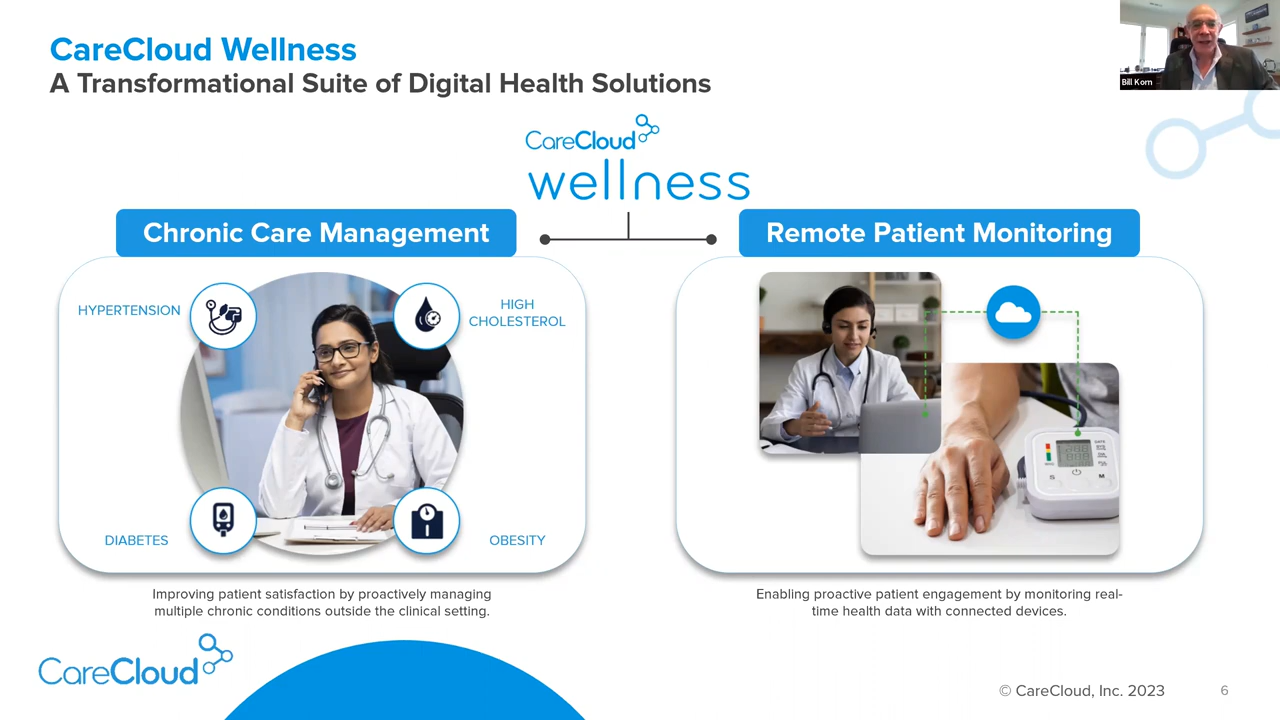 CareCloud Wellness
A Transformational Suite of Digital Health Solutions
Bill Korn
CareCloud
wellness
Chronic Care Management
Remote Patient Monitoring
HYPERTENSION
HIGH
CHOLESTEROL
DIABETES
OBESITY
S
M
Improving patient satisfaction by proactively managing
multiple chronic conditions outside the clinical setting.
Enabling proactive patient engagement by monitoring real-
time health data with connected devices.
CareCloud
© CareCloud, Inc. 2023
6